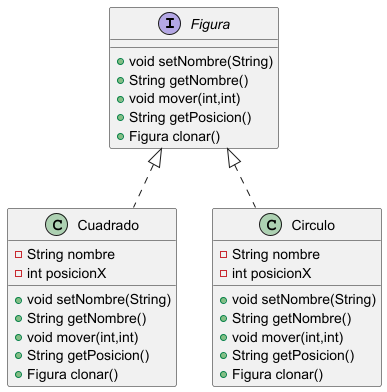 I Figura
void setNombre(String)
String getNombre()
void mover(int,int)
String getPosicion()
Figura clonar()
C Cuadrado
String nombre
int posicionX
void setNombre(String)
String getNombre()
void mover(int,int)
String getPosicion()
Figura clonar()
C Circulo
String nombre
int posicionX
void setNombre(String)
String getNombre()
void mover(int,int)
String getPosicion()
Figura clonar()